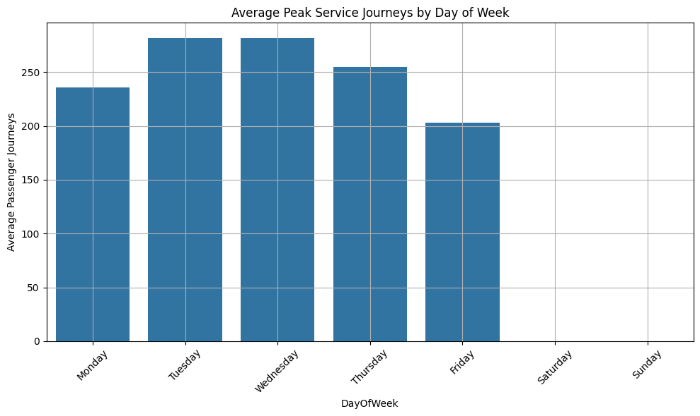 Average Peak Service Journeys by Day of Week
Average Passenger Journeys
250
200
150
100
50
0
Monday
Tuesday
Wednesday
Thursday
Friday
Saturday
Sunday
DayOfWeek